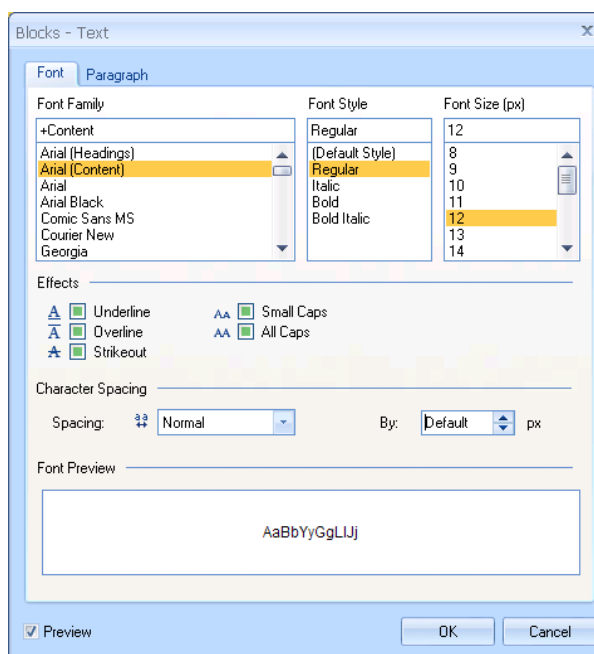 Blocks - Text
Font Paragraph
Font Family Font Style Font Size (px)
+Content Regular 12
Arial (Headings) (Default Style) 8
Arial (Content) Regular 9
Arial Italic 10
Arial Black Bold 11
Comic Sans MS Bold Italic 12
Courier New 13
Georgia 14
Effects
A Underline AA Small Caps
A Overline AA All Caps
A Strikeout
Character Spacing
Spacing: aa Normal By: Default px
Font Preview
AaBbYyGgLlJj
Preview OK Cancel